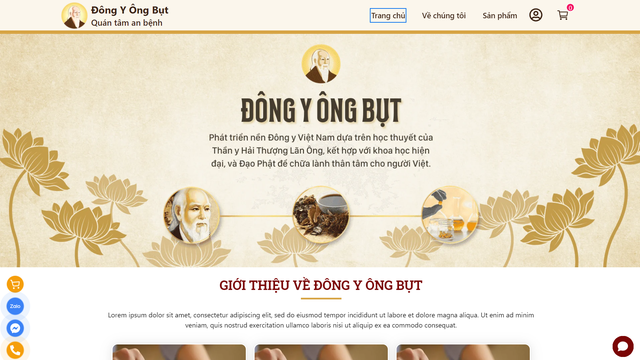 Đông Y Ông Bụt
Quán tâm an bệnh
Trang chủ
Về chúng tôi
Sản phẩm
0
ĐÔNG Y ÔNG BỤT
Phát triển nền Đông y Việt Nam dựa trên học thuyết của
Thần y Hải Thượng Lãn Ông, kết hợp với khoa học hiện
đại, và Đạo Phật để chữa lành thân tâm cho người Việt.
GIỚI THIỆU VỀ ĐÔNG Y ÔNG BỤT
Lorem ipsum dolor sit amet, consectetur adipiscing elit, sed do eiusmod tempor incididunt ut labore et dolore magna aliqua. Ut enim ad minim
veniam, quis nostrud exercitation ullamco laboris nisi ut aliquip ex ea commodo consequat.
Zalo